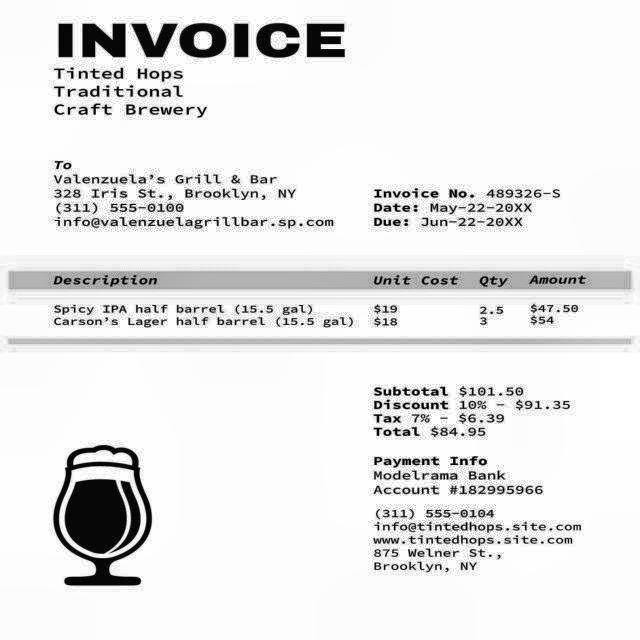 INVOICE
Tinted Hops
Traditional
Craft Brewery
To
Valenzuela's Grill & Bar
328 Iris St., Brooklyn, NY
(311) 555-0100
info@valenzuelagrillbar.sp.com
Invoice No. 489326-S
Date: May-22-20XX
Due: Jun-22-20XX
Description Unit Cost Qty Amount
Spicy IPA half barrel (15.5 gal) $19 2.5 $47.50
Carson's Lager half barrel (15.5 gal) $18 3 $54
Subtotal $101.50
Discount 10% - $91.35
Tax 7% - $6.39
Total $84.95
Payment Info
Modelrama Bank
Account #182995966
(311) 555-0104
info@tintedhops.site.com
www.tintedhops.site.com
875 Welner St.,
Brooklyn, NY